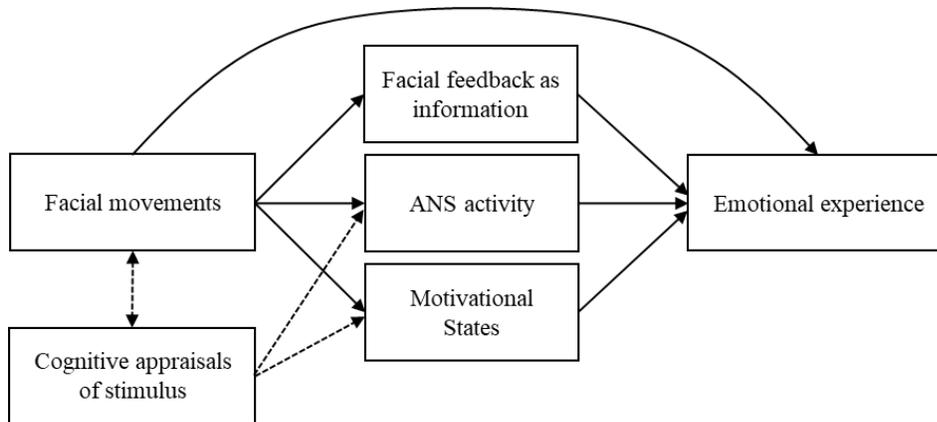 Facial feedback as
information
Facial movements
ANS activity
Emotional experience
Motivational
States
Cognitive appraisals
of stimulus